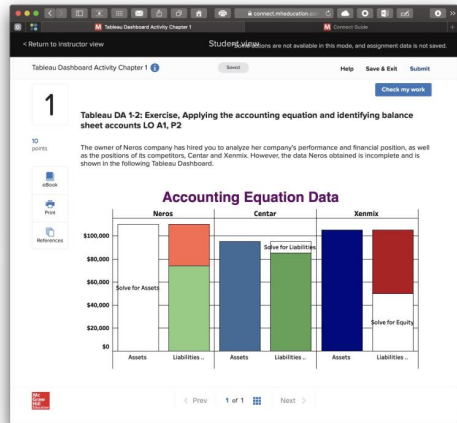 connect.mheducation.com
Tableau Dashboard Activity Chapter 1
Connect Guide
< Return to instructor view
Student view
Some actions are not available in this mode, and assignment data is not saved.
Tableau Dashboard Activity Chapter 1
Saved
Help
Save & Exit
Submit
Check my work
1
10
points
eBook
Print
References
Tableau DA 1-2: Exercise, Applying the accounting equation and identifying balance
sheet accounts LO A1, P2
The owner of Neros company has hired you to analyze her company's performance and financial position, as well
as the positions of its competitors, Centar and Xenmix. However, the data Neros obtained is incomplete and is
shown in the following Tableau Dashboard.
Accounting Equation Data
Neros
Centar
Xenmix
$100,000
$80,000
$60,000
$40,000
$20,000
$0
Solve for Assets
Solve for Liabilities
Solve for Equity
Assets
Liabilities ..
Assets
Liabilities ..
Assets
Liabilities ..
Mc
Graw
Hill
Education
< Prev
1 of 1
Next >